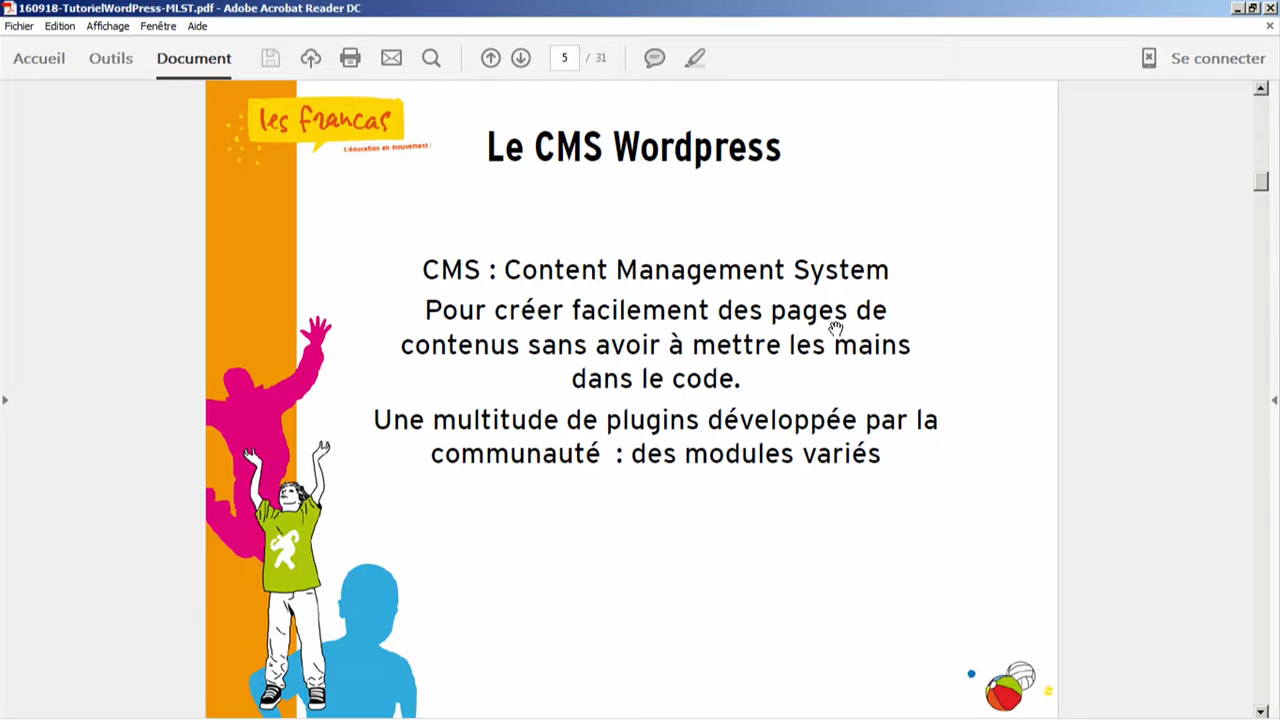 160918-TutorielWordPress-MLST.pdf - Adobe Acrobat Reader DC
Fichier Edition Affichage Fenêtre Aide
Accueil Outils Document 5 / 31 Se connecter
les francas
L'éducation en mouvement !
Le CMS Wordpress
CMS : Content Management System
Pour créer facilement des pages de
contenus sans avoir à mettre les mains
dans le code.
Une multitude de plugins développée par la
communauté : des modules variés